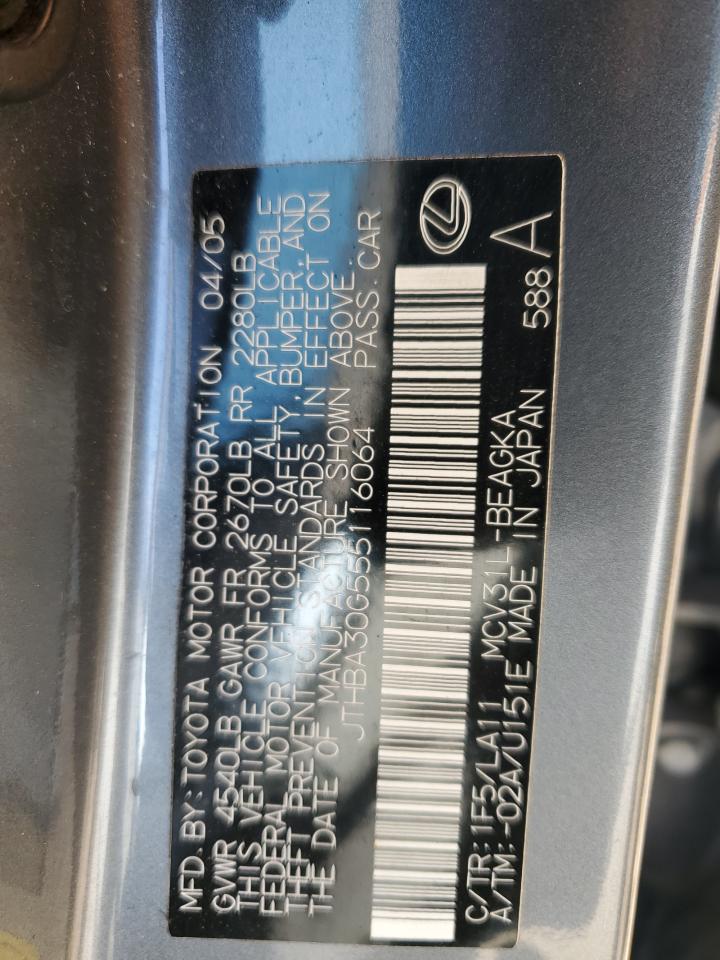 MFD. BY: TOYOTA MOTOR CORPORATION 04/05
GVWR 4540LB GAWR FR 2670LB RR 2280LB
THIS VEHICLE CONFORMS TO ALL APPLICABLE
FEDERAL MOTOR VEHICLE SAFETY, BUMPER, AND
THEFT PREVENTION STANDARDS IN EFFECT ON
THE DATE OF MANUFACTURE SHOWN ABOVE.
JTHBA30G555116064 PASS. CAR
C/TR: 1F5/LA11 MCV31L-BEAGKA
A/TM: -02A/U151E MADE IN JAPAN 588 A